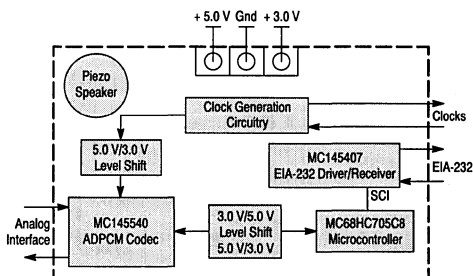 + 5.0 V Gnd + 3.0 V
Piezo
Speaker
Clock Generation
Circuitry
Clocks
5.0 V/3.0 V
Level Shift
MC145407
EIA-232 Driver/Receiver
EIA-232
SCI
Analog
Interface
MC145540
ADPCM Codec
3.0 V/5.0 V
Level Shift
5.0 V/3.0 V
MC68HC705C8
Microcontroller